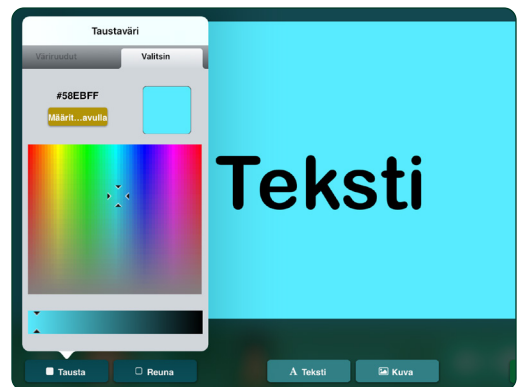 Taustaväri
Väriruudut
Valitsin
#58EBFF
Määrit...avulla
Teksti
Tausta
Reuna
A Teksti
Kuva